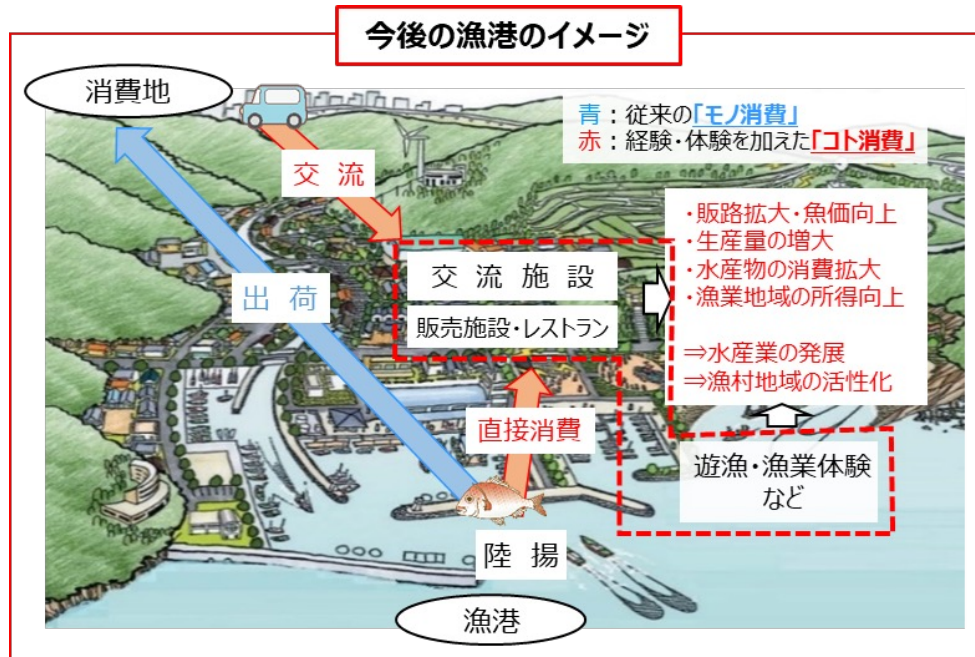 今後の漁港のイメージ
消費地
青：従来の「モノ消費」
赤：経験・体験を加えた「コト消費」
交流
・販路拡大・魚価向上
・生産量の増大
・水産物の消費拡大
・漁業地域の所得向上
⇒水産業の発展
⇒漁村地域の活性化
交流施設
販売施設・レストラン
出荷
直接消費
遊漁・漁業体験
など
陸揚
漁港